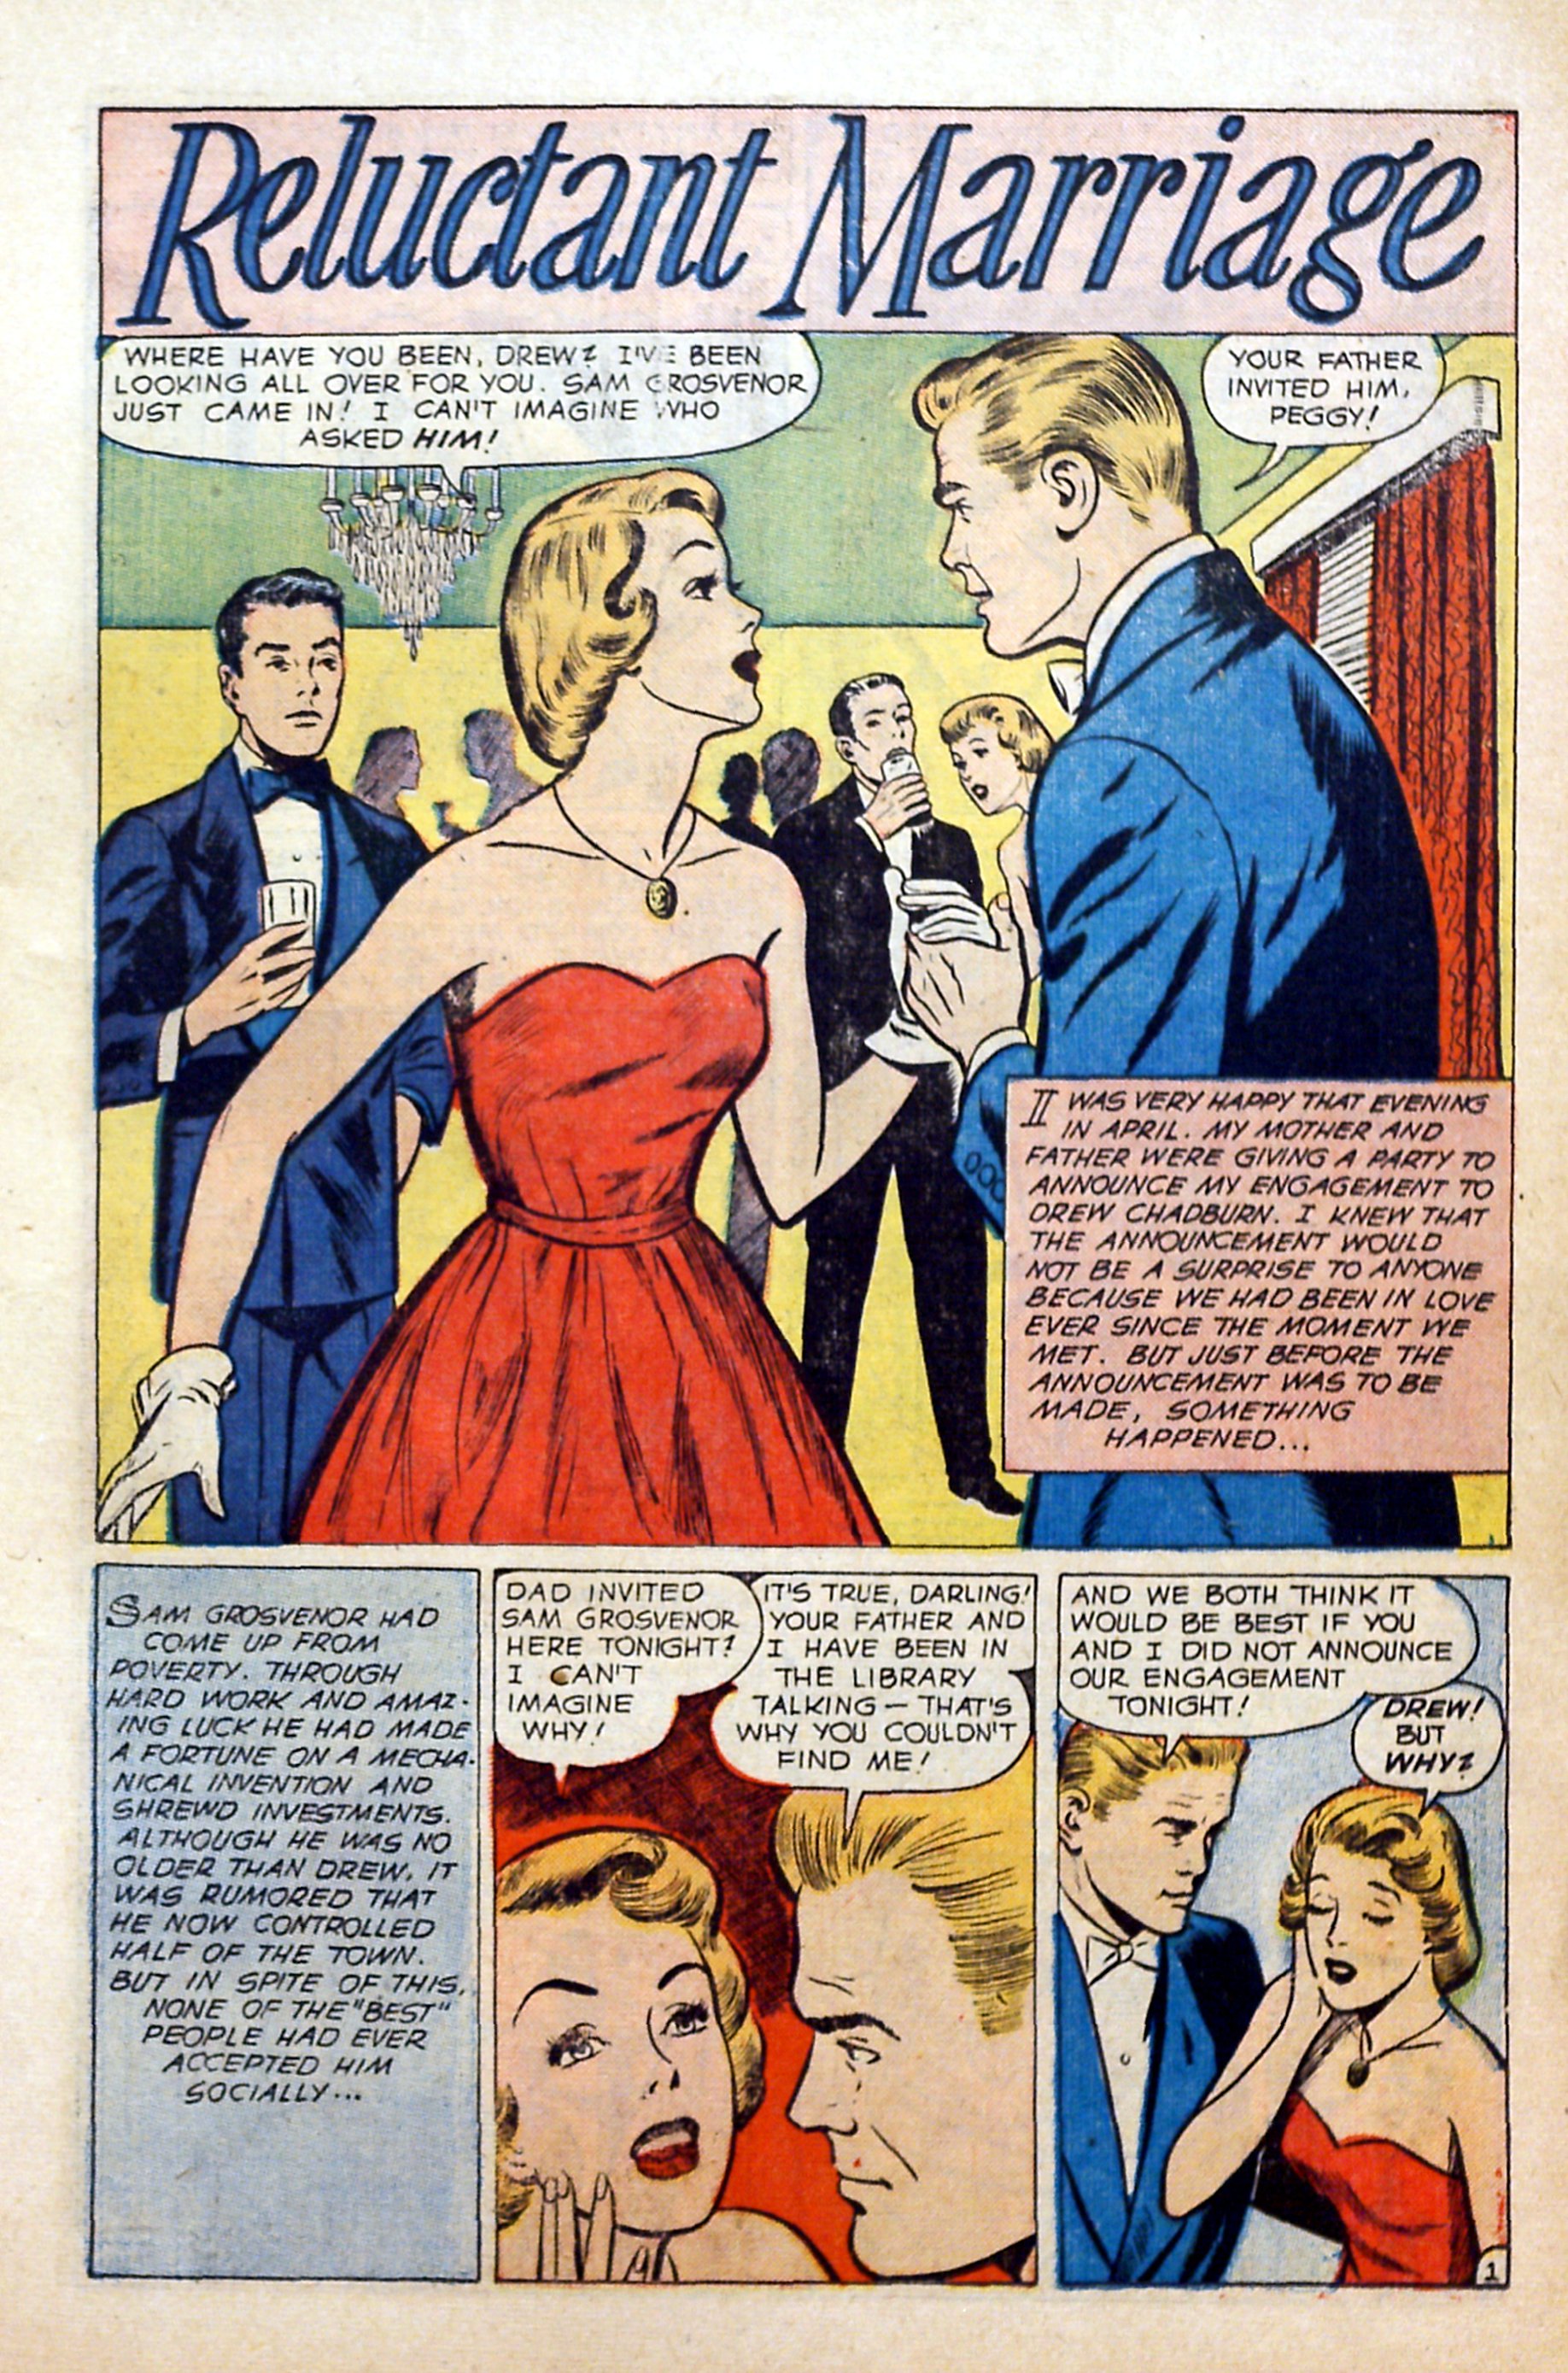 Reluctant Marriage
WHERE HAVE YOU BEEN, DREW? I'VE BEEN
LOOKING ALL OVER FOR YOU. SAM GROSVENOR
JUST CAME IN! I CAN'T IMAGINE WHO
ASKED HIM!
YOUR FATHER
INVITED HIM,
PEGGY!
I WAS VERY HAPPY THAT EVENING
IN APRIL. MY MOTHER AND
FATHER WERE GIVING A PARTY TO
ANNOUNCE MY ENGAGEMENT TO
DREW CHADBURN. I KNEW THAT
THE ANNOUNCEMENT WOULD
NOT BE A SURPRISE TO ANYONE
BECAUSE WE HAD BEEN IN LOVE
EVER SINCE THE MOMENT WE
MET. BUT JUST BEFORE THE
ANNOUNCEMENT WAS TO BE
MADE, SOMETHING
HAPPENED...
SAM GROSVENOR HAD
COME UP FROM
POVERTY. THROUGH
HARD WORK AND AMAZ-
ING LUCK HE HAD MADE
A FORTUNE ON A MECHA-
NICAL INVENTION AND
SHREWD INVESTMENTS.
ALTHOUGH HE WAS NO
OLDER THAN DREW, IT
WAS RUMORED THAT
HE NOW CONTROLLED
HALF OF THE TOWN.
BUT IN SPITE OF THIS,
NONE OF THE "BEST"
PEOPLE HAD EVER
ACCEPTED HIM
SOCIALLY...
DAD INVITED
SAM GROSVENOR
HERE TONIGHT?
I CAN'T
IMAGINE
WHY!
IT'S TRUE, DARLING!
YOUR FATHER AND
I HAVE BEEN IN
THE LIBRARY
TALKING — THAT'S
WHY YOU COULDN'T
FIND ME!
AND WE BOTH THINK IT
WOULD BE BEST IF YOU
AND I DID NOT ANNOUNCE
OUR ENGAGEMENT
TONIGHT!
DREW!
BUT
WHY?
1